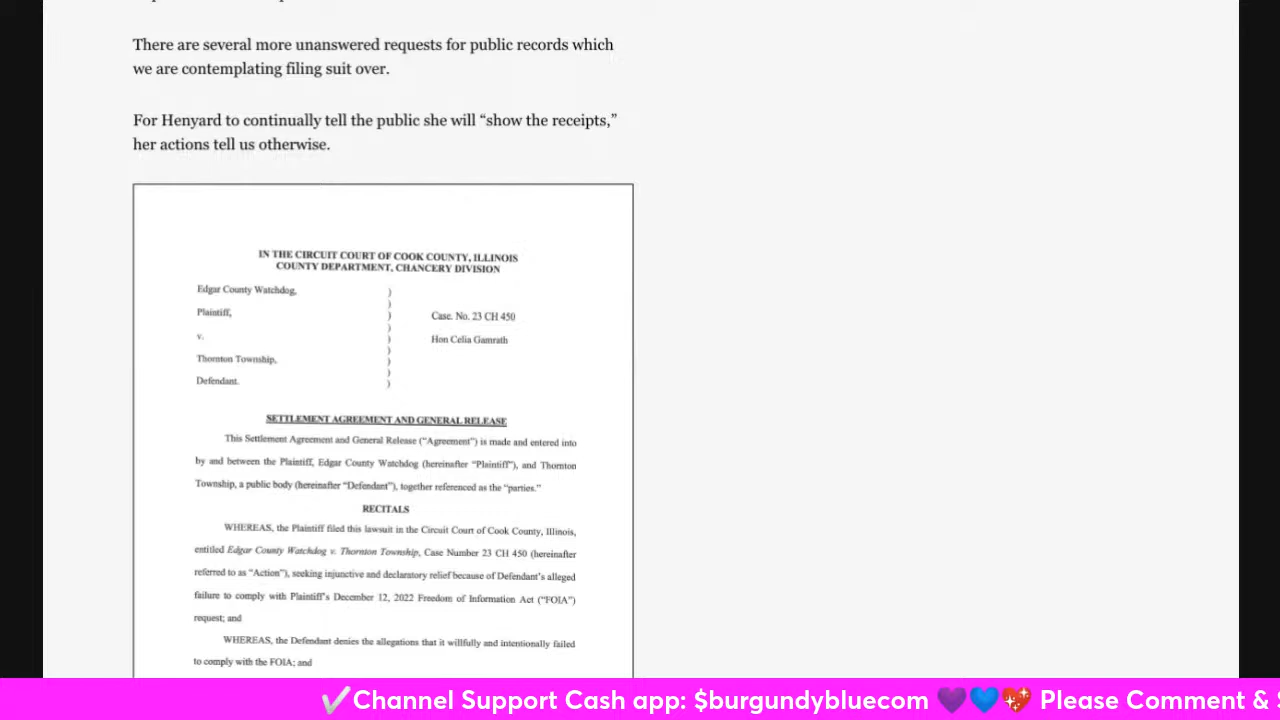 There are several more unanswered requests for public records which
we are contemplating filing suit over.
For Henyard to continually tell the public she will “show the receipts,”
her actions tell us otherwise.
IN THE CIRCUIT COURT OF COOK COUNTY, ILLINOIS
COUNTY DEPARTMENT, CHANCERY DIVISION
Edgar County Watchdog, )
)
Plaintiff, ) Case. No. 23 CH 450
)
v. ) Hon Celia Gamrath
)
Thornton Township, )
)
Defendant. )
SETTLEMENT AGREEMENT AND GENERAL RELEASE
This Settlement Agreement and General Release (“Agreement”) is made and entered into
by and between the Plaintiff, Edgar County Watchdog (hereinafter “Plaintiff”), and Thornton
Township, a public body (hereinafter “Defendant”), together referenced as the “parties.”
RECITALS
WHEREAS, the Plaintiff filed this lawsuit in the Circuit Court of Cook County, Illinois,
entitled Edgar County Watchdog v. Thornton Township, Case Number 23 CH 450 (hereinafter
referred to as “Action”), seeking injunctive and declaratory relief because of Defendant’s alleged
failure to comply with Plaintiff’s December 12, 2022 Freedom of Information Act (“FOIA”)
request; and
WHEREAS, the Defendant denies the allegations that it willfully and intentionally failed
to comply with the FOIA; and
✔Channel Support Cash app: $burgundybluecom 💜💙💖 Please Comment &